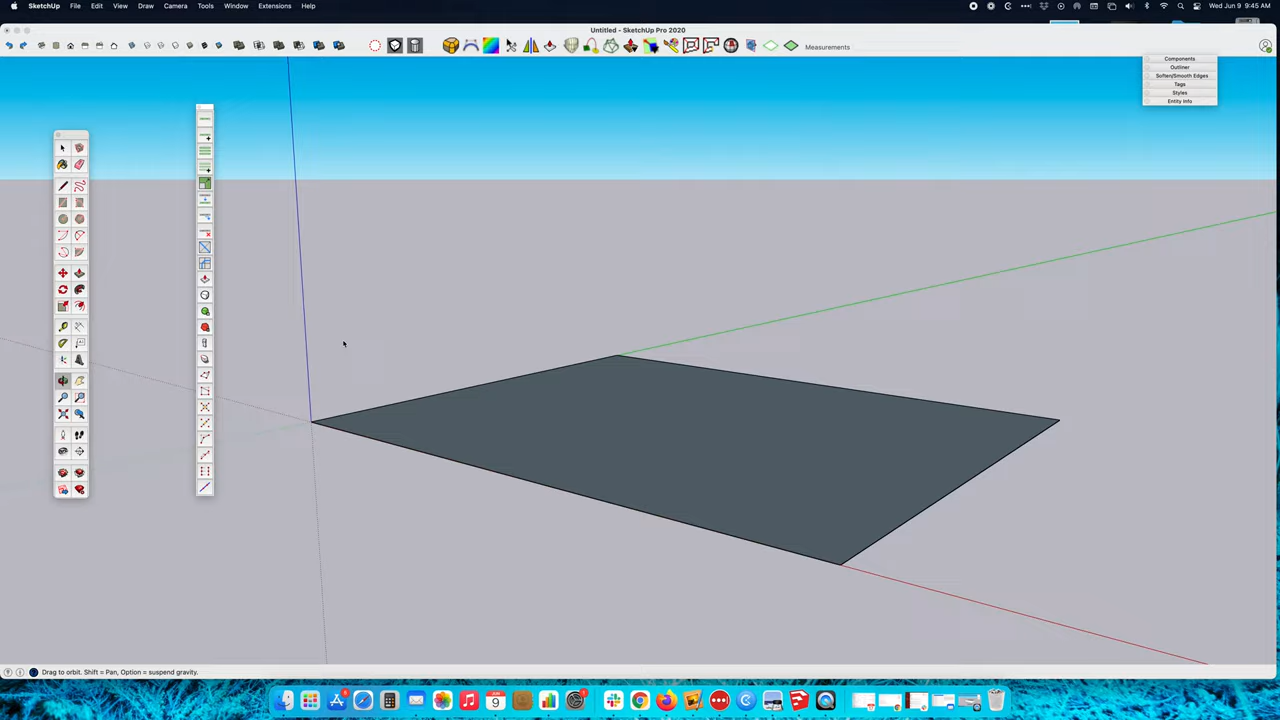 SketchUp File Edit View Draw Camera Tools Window Extensions Help
Wed Jun 9 9:45 AM
Untitled - SketchUp Pro 2020
Measurements
Components
Outliner
Soften/Smooth Edges
Tags
Styles
Entity Info
Drag to orbit. Shift = Pan, Option = suspend gravity.
JUN
9